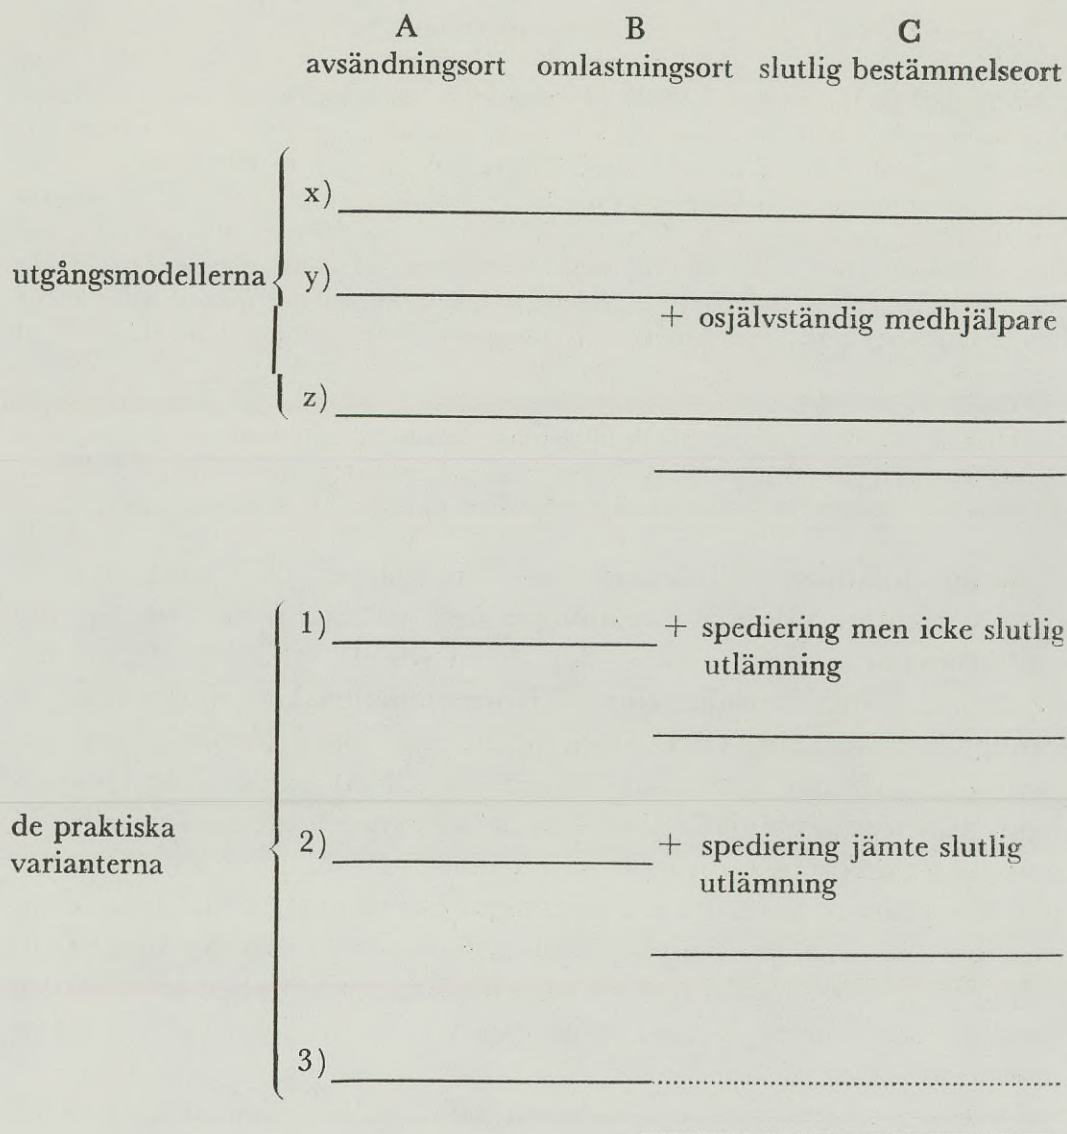 A B C
avsändningsort omlastningsort slutlig bestämmelseort
x)
utgångsmodellerna y)
+ osjälvständig medhjälpare
z)
1) + spediering men icke slutlig
utlämning
de praktiska
varianterna
2) + spediering jämte slutlig
utlämning
3)